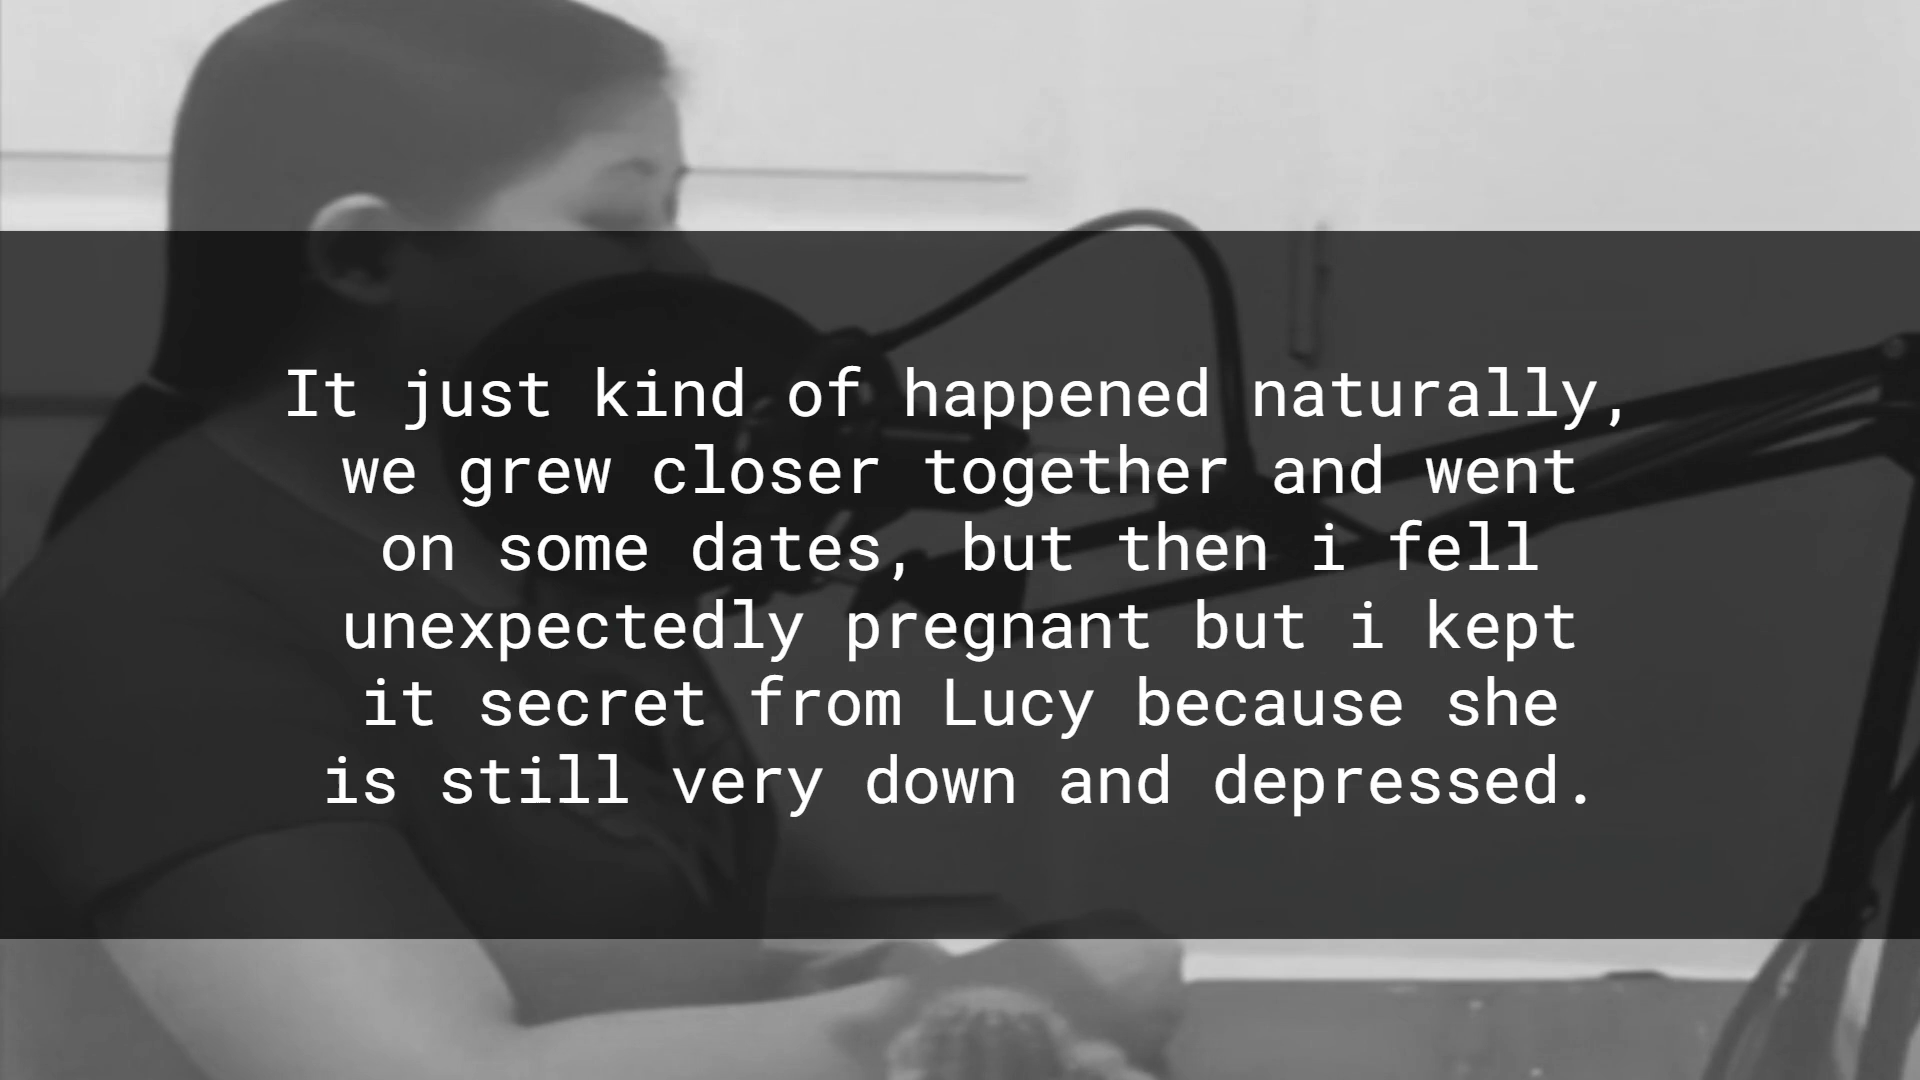 It just kind of happened naturally,
we grew closer together and went
on some dates, but then i fell
unexpectedly pregnant but i kept
it secret from Lucy because she
is still very down and depressed.